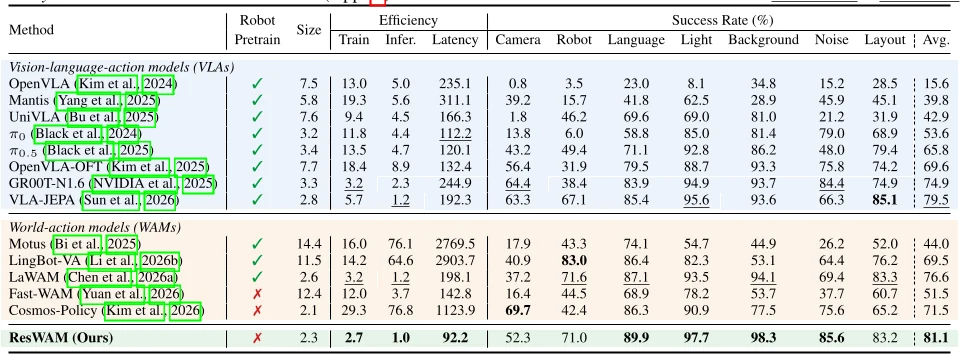 Method Robot Pretrain Size Efficiency Success Rate (%)
Train Infer. Latency Camera Robot Language Light Background Noise Layout Avg.
Vision-language-action models (VLAs)
OpenVLA (Kim et al., 2024) ✓ 7.5 13.0 5.0 235.1 0.8 3.5 23.0 8.1 34.8 15.2 28.5 15.6
Mantis (Yang et al., 2025) ✓ 5.8 19.3 5.6 311.1 39.2 15.7 41.8 62.5 28.9 45.9 45.1 39.8
UniVLA (Bu et al., 2025) ✓ 7.6 9.4 4.5 166.3 1.8 46.2 69.6 69.0 81.0 21.2 31.9 42.9
π0 (Black et al., 2024) ✓ 3.2 11.8 4.4 112.2 13.8 6.0 58.8 85.0 81.4 79.0 68.9 53.6
π0.5 (Black et al., 2025) ✓ 3.4 13.5 4.7 120.1 43.2 49.4 71.1 92.8 86.2 48.0 79.4 65.8
OpenVLA-OFT (Kim et al., 2025) ✓ 7.7 18.4 8.9 132.4 56.4 31.9 79.5 88.7 93.3 75.8 74.2 69.6
GR00T-N1.6 (NVIDIA et al., 2025) ✓ 3.3 3.2 2.3 244.9 64.4 38.4 83.9 94.9 93.7 84.4 74.9 74.9
VLA-JEPA (Sun et al., 2026) ✓ 2.8 5.7 1.2 192.3 63.3 67.1 85.4 95.6 93.6 66.3 85.1 79.5
World-action models (WAMs)
Motus (Bi et al., 2025) ✓ 14.4 16.0 76.1 2769.5 17.9 43.3 74.1 54.7 44.9 26.2 52.0 44.0
LingBot-VA (Li et al., 2026b) ✓ 11.5 14.2 64.6 2903.7 40.9 83.0 86.4 82.3 53.1 64.4 76.2 69.5
LaWAM (Chen et al., 2026a) ✓ 2.6 3.2 1.2 198.1 37.2 71.6 87.1 93.5 94.1 69.4 83.3 76.6
Fast-WAM (Yuan et al., 2026) ✗ 12.4 12.0 3.7 142.8 16.4 44.5 68.9 78.2 53.7 37.7 60.7 51.5
Cosmos-Policy (Kim et al., 2026) ✗ 2.1 29.3 76.8 1123.9 69.7 42.4 86.3 90.9 77.5 75.6 65.2 71.5
ResWAM (Ours) ✗ 2.3 2.7 1.0 92.2 52.3 71.0 89.9 97.7 98.3 85.6 83.2 81.1